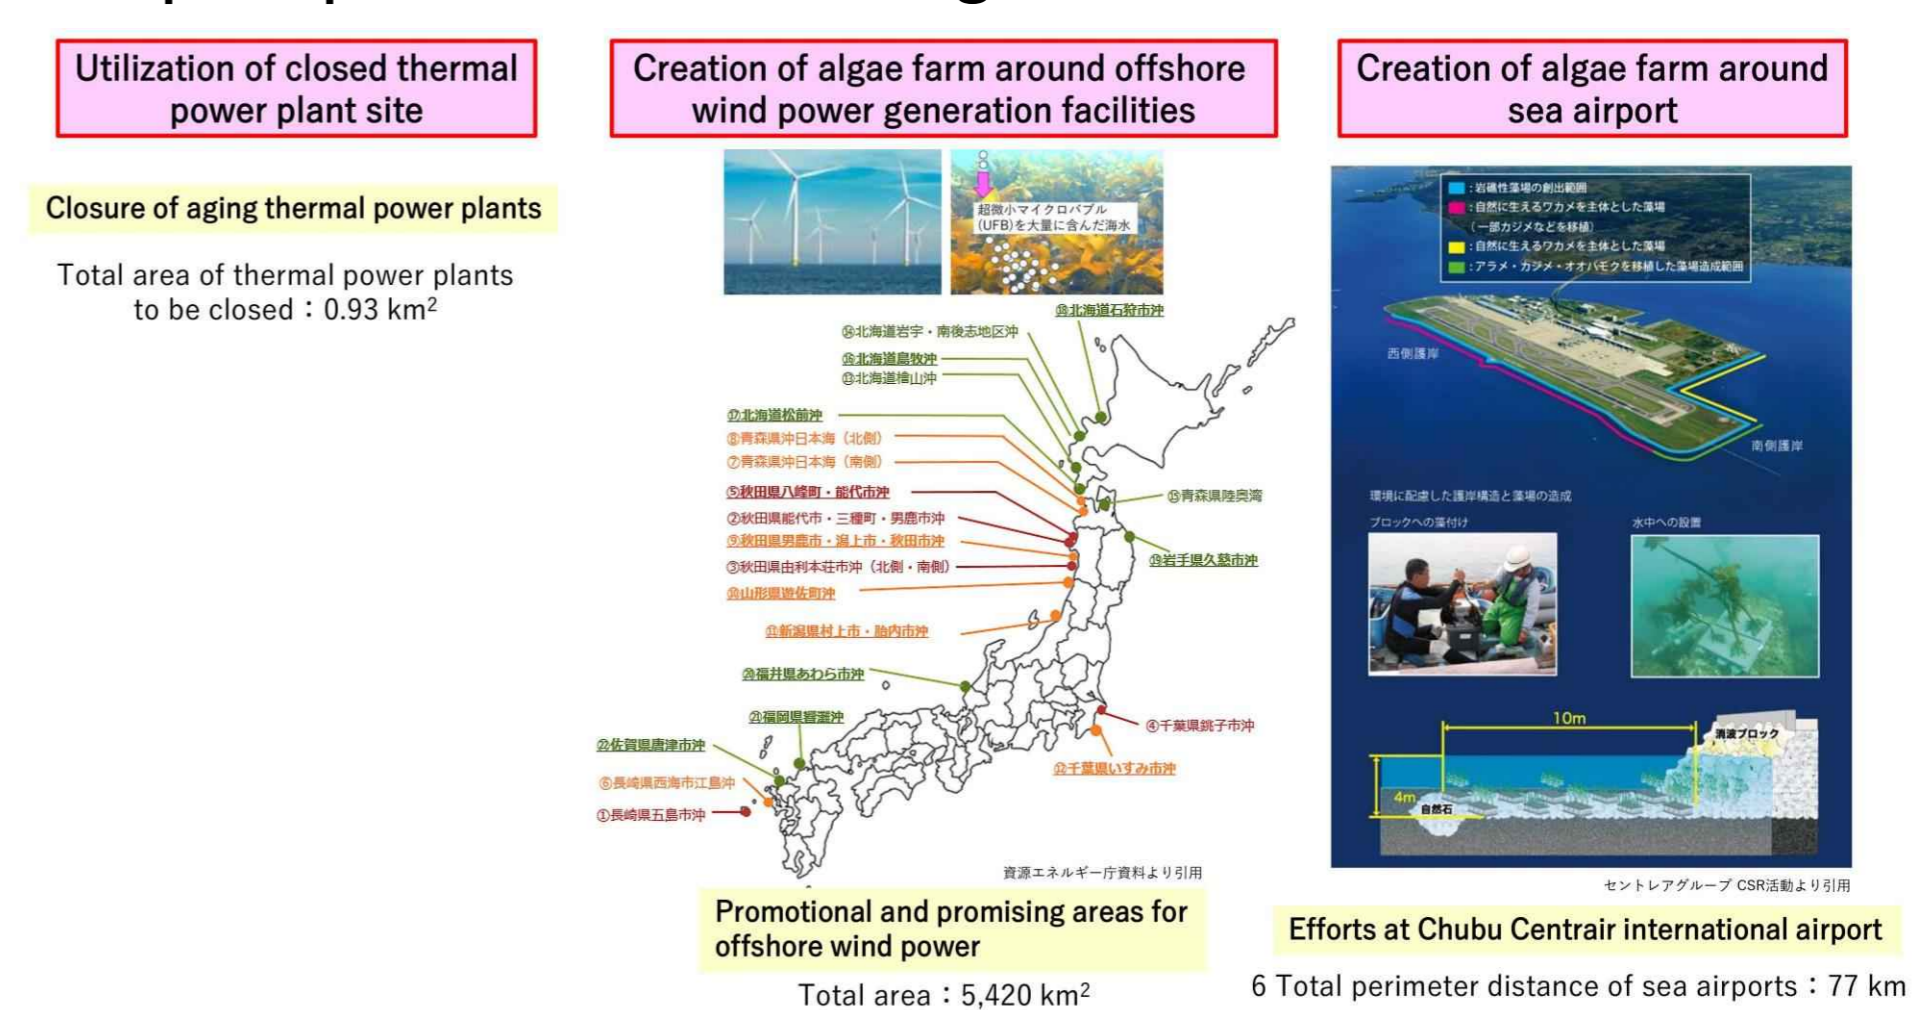 Utilization of closed thermal
power plant site
Closure of aging thermal power plants
Total area of thermal power plants
to be closed：0.93 km²
Creation of algae farm around offshore
wind power generation facilities
超微小マイクロバブル
(UFB)を大量に含んだ海水
⑱北海道石狩市沖
⑭北海道岩宇・南後志地区沖
⑯北海道島牧沖
⑬北海道檜山沖
⑰北海道松前沖
⑧青森県沖日本海（北側）
⑦青森県沖日本海（南側）
⑤秋田県八峰町・能代市沖
⑮青森県陸奥湾
②秋田県能代市・三種町・男鹿市沖
⑨秋田県男鹿市・潟上市・秋田市沖
⑲岩手県久慈市沖
③秋田県由利本荘市沖（北側・南側）
⑩山形県遊佐町沖
⑪新潟県村上市・胎内市沖
⑳福井県あわら市沖
㉑福岡県響灘沖
④千葉県銚子市沖
㉒佐賀県唐津市沖
⑫千葉県いすみ市沖
⑥長崎県西海市江島沖
①長崎県五島市沖
資源エネルギー庁資料より引用
Promotional and promising areas for
offshore wind power
Total area：5,420 km²
Creation of algae farm around
sea airport
：岩礁性藻場の創出範囲
：自然に生えるワカメを主体とした藻場
（一部カジメなどを移植）
：自然に生えるワカメを主体とした藻場
：アラメ・カジメ・オオバモクを移植した藻場造成範囲
西側護岸
南側護岸
環境に配慮した護岸構造と藻場の造成
ブロックへの藻付け
水中への設置
10m
消波ブロック
4m
自然石
セントレアグループ CSR活動より引用
Efforts at Chubu Centrair international airport
6 Total perimeter distance of sea airports：77 km